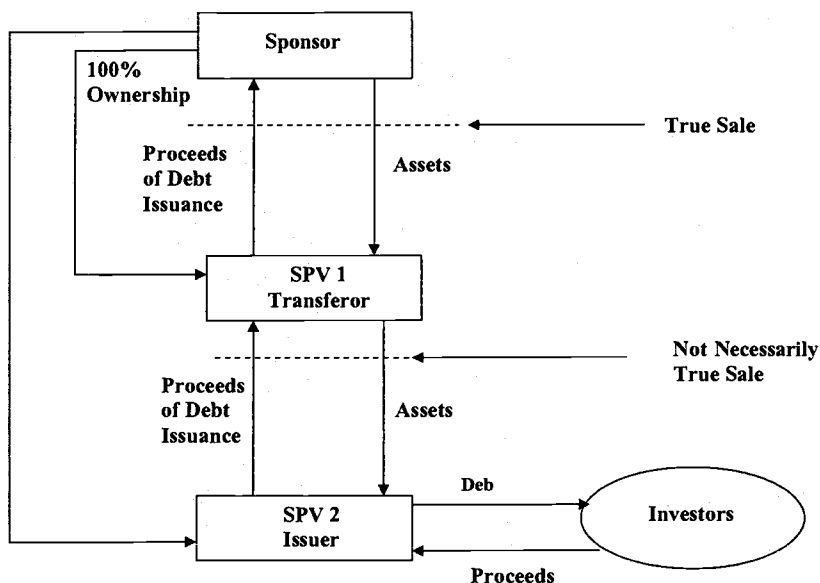 Sponsor
100%
Ownership
True Sale
Proceeds
of Debt
Issuance
Assets
SPV 1
Transferor
Not Necessarily
True Sale
Proceeds
of Debt
Issuance
Assets
Deb
SPV 2
Issuer
Investors
Proceeds